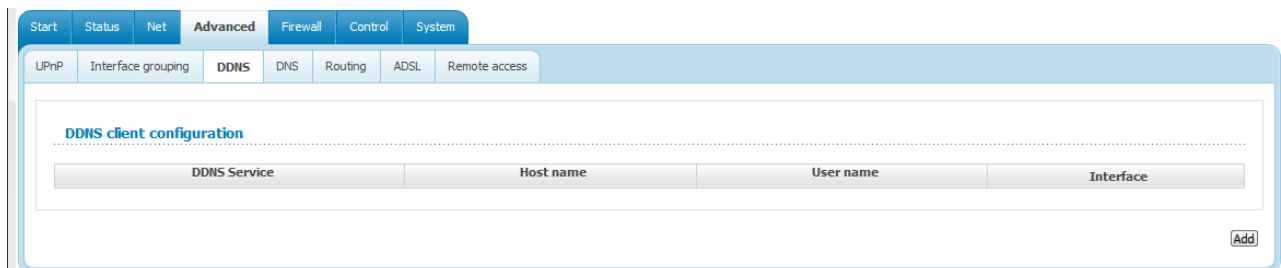 Start Status Net Advanced Firewall Control System
UPnP Interface grouping DDNS DNS Routing ADSL Remote access
DDNS client configuration
DDNS Service Host name User name Interface
Add